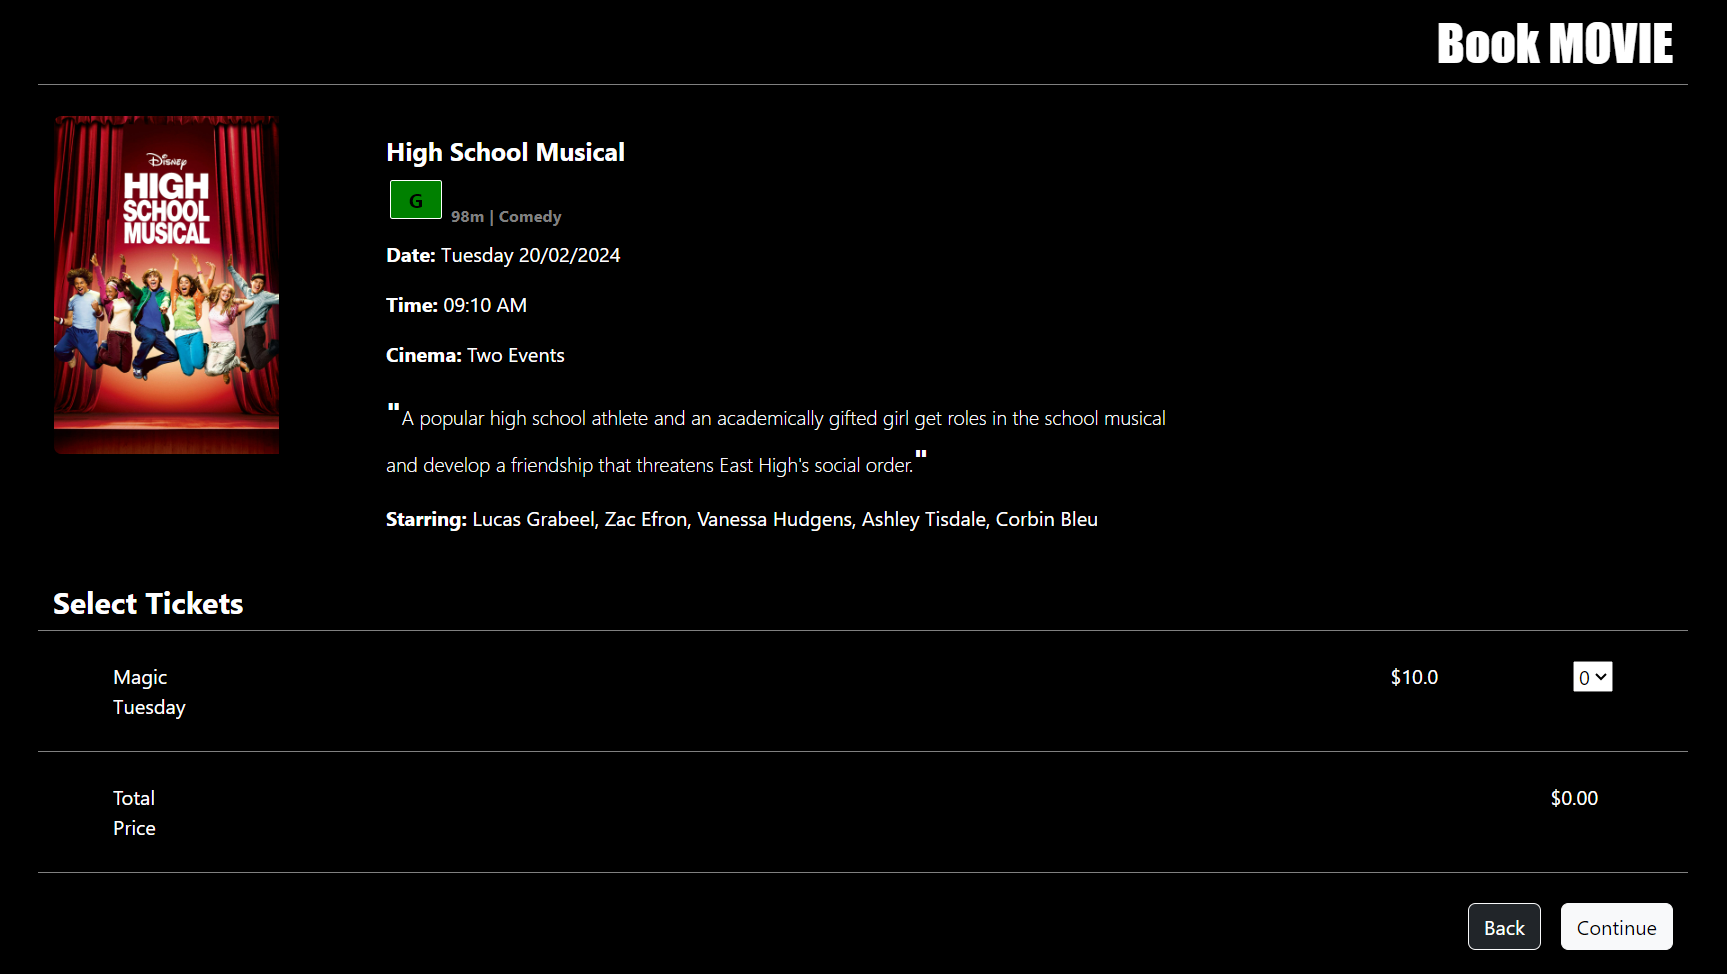 Book MOVIE
Disney
HIGH
SCHOOL
MUSICAL
High School Musical
G 98m | Comedy
Date: Tuesday 20/02/2024
Time: 09:10 AM
Cinema: Two Events
"A popular high school athlete and an academically gifted girl get roles in the school musical
and develop a friendship that threatens East High's social order."
Starring: Lucas Grabeel, Zac Efron, Vanessa Hudgens, Ashley Tisdale, Corbin Bleu
Select Tickets
Magic $10.0 0
Tuesday
Total $0.00
Price
Back Continue